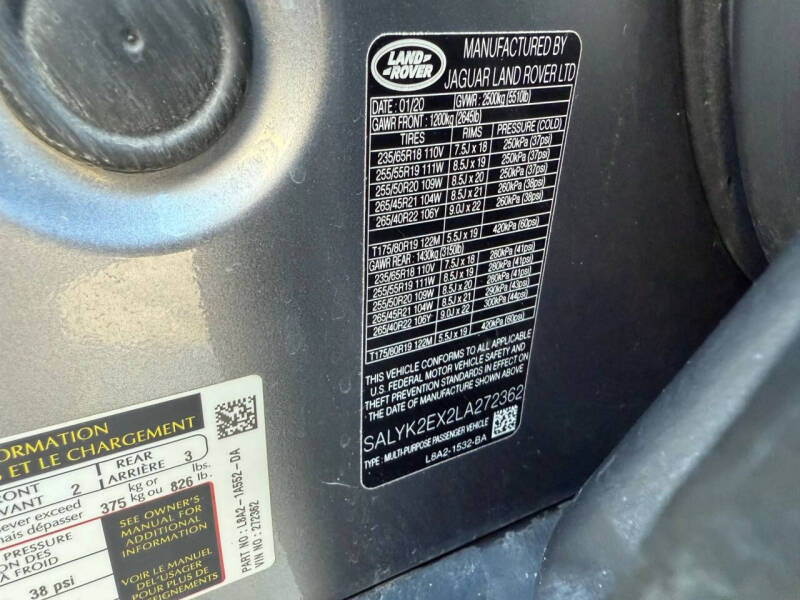 LAND
ROVER
MANUFACTURED BY
JAGUAR LAND ROVER LTD
DATE : 01/20 GVWR : 2500kg (5510lb)
GAWR FRONT : 1200kg (2645lb)
TIRES RIMS PRESSURE (COLD)
235/65R18 110V 7.5J x 18 250kPa (37psi)
255/55R19 111W 8.5J x 19 250kPa (37psi)
255/50R20 109W 8.5J x 20 250kPa (37psi)
265/45R21 104W 8.5J x 21 260kPa (38psi)
265/40R22 106Y 9.0J x 22 260kPa (38psi)
T175/80R19 122M 5.5J x 19 420kPa (60psi)
GAWR REAR : 1430kg (3150lb)
235/65R18 110V 7.5J x 18 280kPa (41psi)
255/55R19 111W 8.5J x 19 280kPa (41psi)
255/50R20 109W 8.5J x 20 280kPa (41psi)
265/45R21 104W 8.5J x 21 290kPa (43psi)
265/40R22 106Y 9.0J x 22 300kPa (44psi)
T175/80R19 122M 5.5J x 19 420kPa (60psi)
THIS VEHICLE CONFORMS TO ALL APPLICABLE
U.S. FEDERAL MOTOR VEHICLE SAFETY AND
THEFT PREVENTION STANDARDS IN EFFECT ON
THE DATE OF MANUFACTURE SHOWN ABOVE
SALYK2EX2LA272362
TYPE : MULTI-PURPOSE PASSENGER VEHICLE
L8A2-1532-BA
ORMATION
S ET LE CHARGEMENT
FRONT
AVANT 2 REAR
ARRIÈRE 3
never exceed
mais dépasser 375 kg or
kg ou 826 lbs.
lb.
PRESSURE
ON DES
À FROID
38 psi
SEE OWNER'S
MANUAL FOR
ADDITIONAL
INFORMATION
VOIR LE MANUEL
DEL'USAGER
POUR PLUS DE
RENSEIGNEMENTS
PART NO : L8A2-1A552-DA
VIN NO : 272362